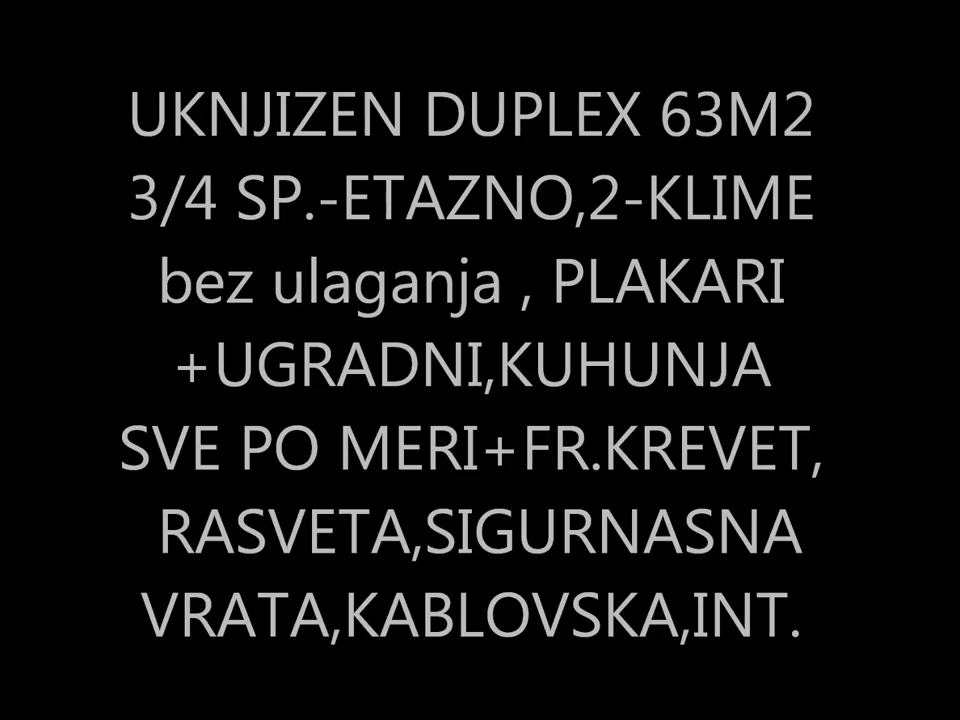 UKNJIZEN DUPLEX 63M2
3/4 SP.-ETAZNO,2-KLIME
bez ulaganja , PLAKARI
+UGRADNI,KUHUNJA
SVE PO MERI+FR.KREVET,
RASVETA,SIGURNASNA
VRATA,KABLOVSKA,INT.